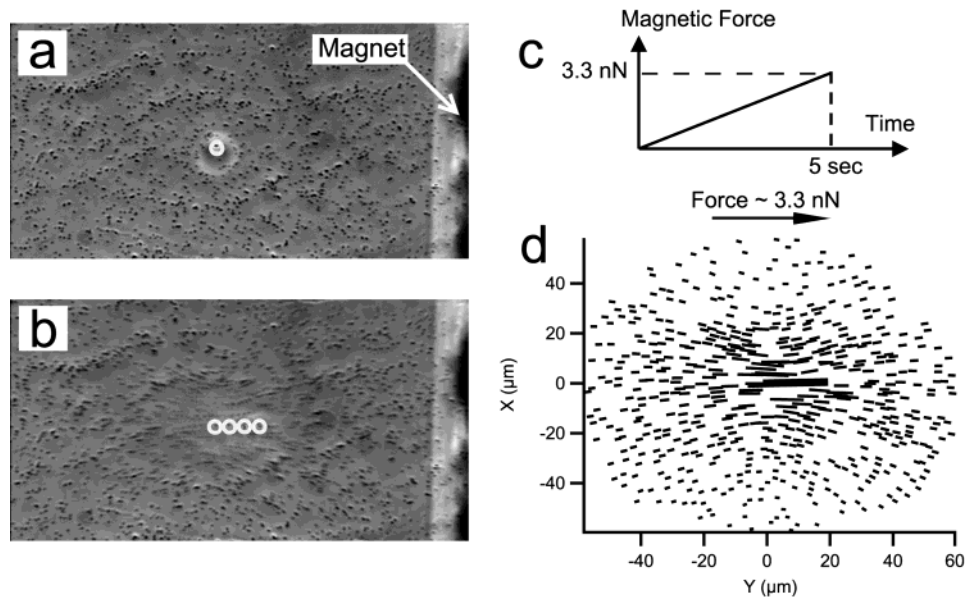 a
Magnet
b
c
Magnetic Force
3.3 nN
Time
5 sec
Force ~ 3.3 nN
d
X (µm)
40
20
0
-20
-40
-40 -20 0 20 40 60
Y (µm)